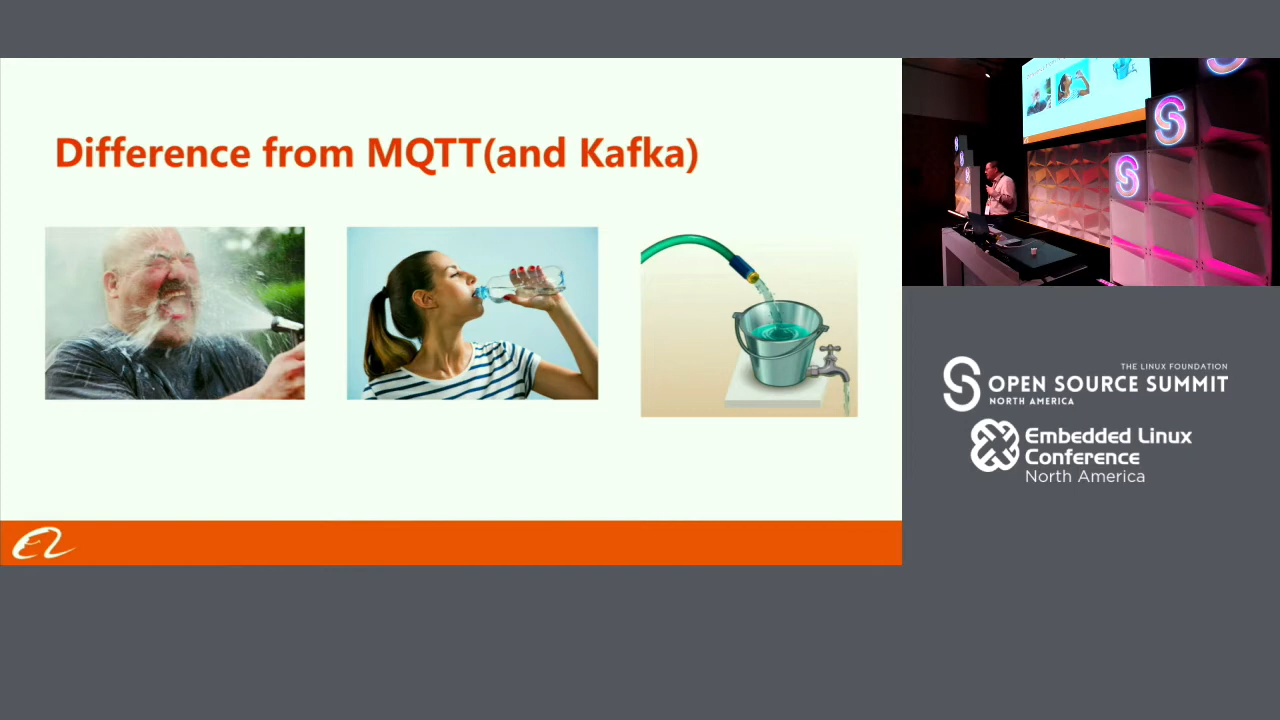 Difference from MQTT(and Kafka)
THE LINUX FOUNDATION
OPEN SOURCE SUMMIT
NORTH AMERICA
Embedded Linux
Conference
North America